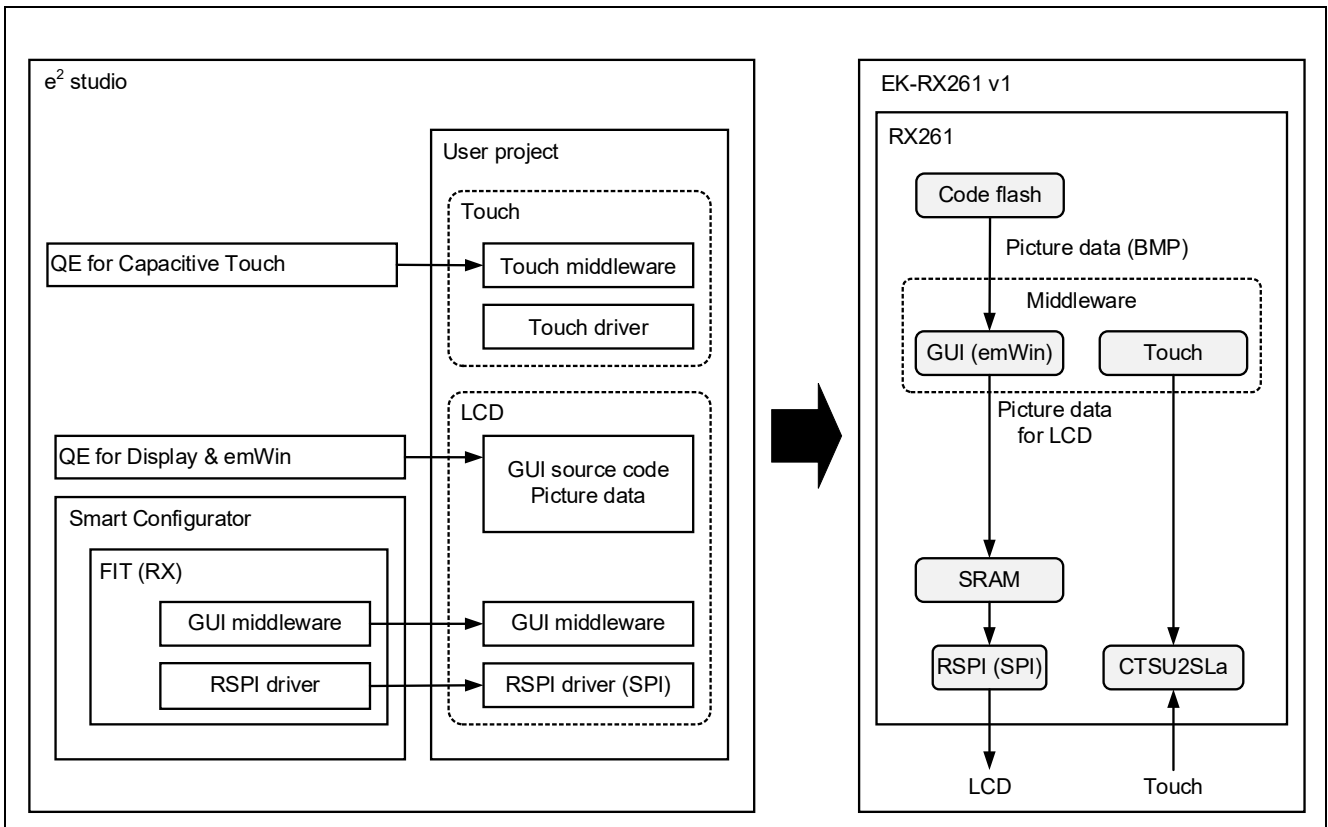 e² studio
User project
Touch
QE for Capacitive Touch
Touch middleware
Touch driver
LCD
QE for Display & emWin
GUI source code
Picture data
Smart Configurator
FIT (RX)
GUI middleware
GUI middleware
RSPI driver
RSPI driver (SPI)
EK-RX261 v1
RX261
Code flash
Picture data (BMP)
Middleware
GUI (emWin)
Touch
Picture data
for LCD
SRAM
RSPI (SPI)
CTSU2SLa
LCD
Touch